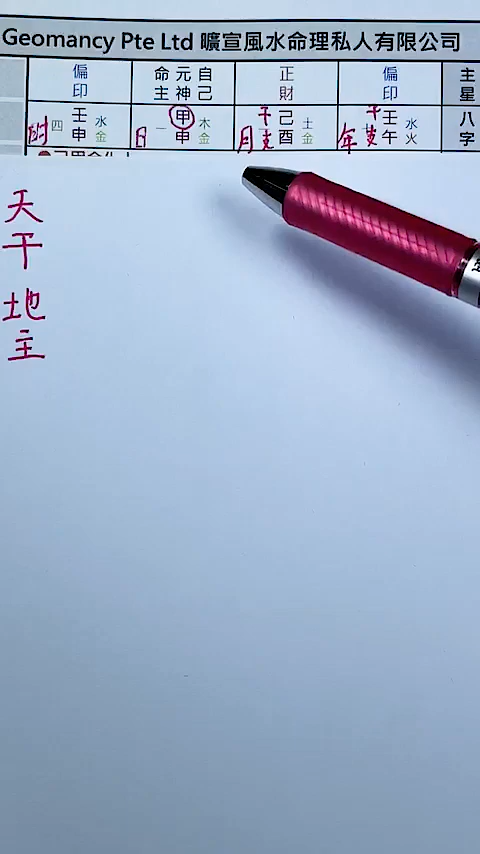 Geomancy Pte Ltd 曠宣風水命理私人有限公司
偏印 命主 元神 自己 正財 偏印 主星
時 四 壬申 水金 日 一 甲申 木金 月 干支 己酉 土金 年 干支 壬午 水火 八字
天干
地主